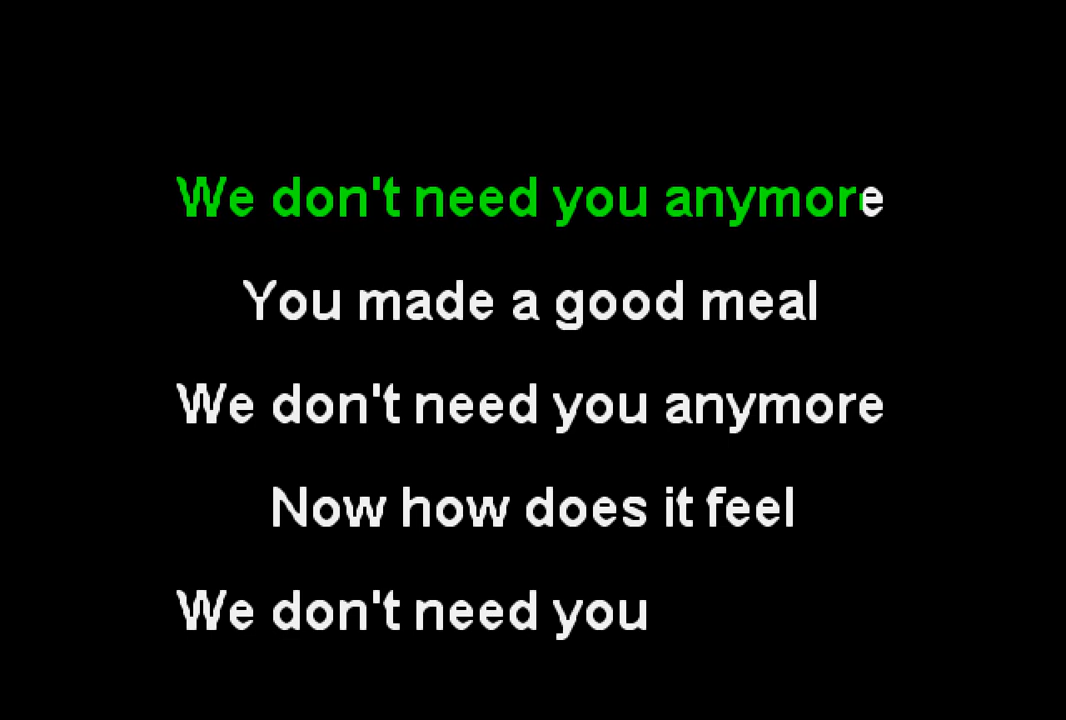 We don't need you anymore
You made a good meal
We don't need you anymore
Now how does it feel
We don't need you